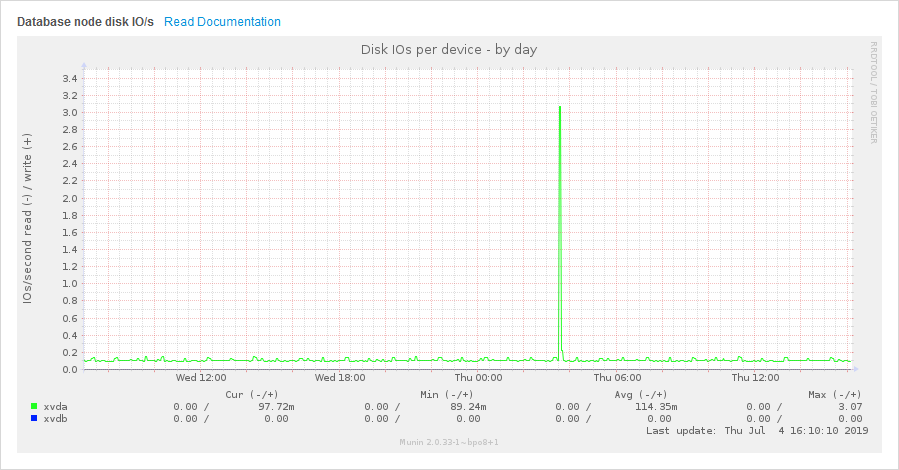 Database node disk IO/s Read Documentation
Disk IOs per device - by day
RRDTOOL / TOBI OETIKER
IOs/second read (-) / write (+)
3.4
3.2
3.0
2.8
2.6
2.4
2.2
2.0
1.8
1.6
1.4
1.2
1.0
0.8
0.6
0.4
0.2
0.0
Wed 12:00 Wed 18:00 Thu 00:00 Thu 06:00 Thu 12:00
Cur (-/+) Min (-/+) Avg (-/+) Max (-/+)
xvda 0.00 / 97.72m 0.00 / 89.24m 0.00 / 114.35m 0.00 / 3.07
xvdb 0.00 / 0.00 0.00 / 0.00 0.00 / 0.00 0.00 / 0.00
Last update: Thu Jul 4 16:10:10 2019
Munin 2.0.33-1~bpo8+1